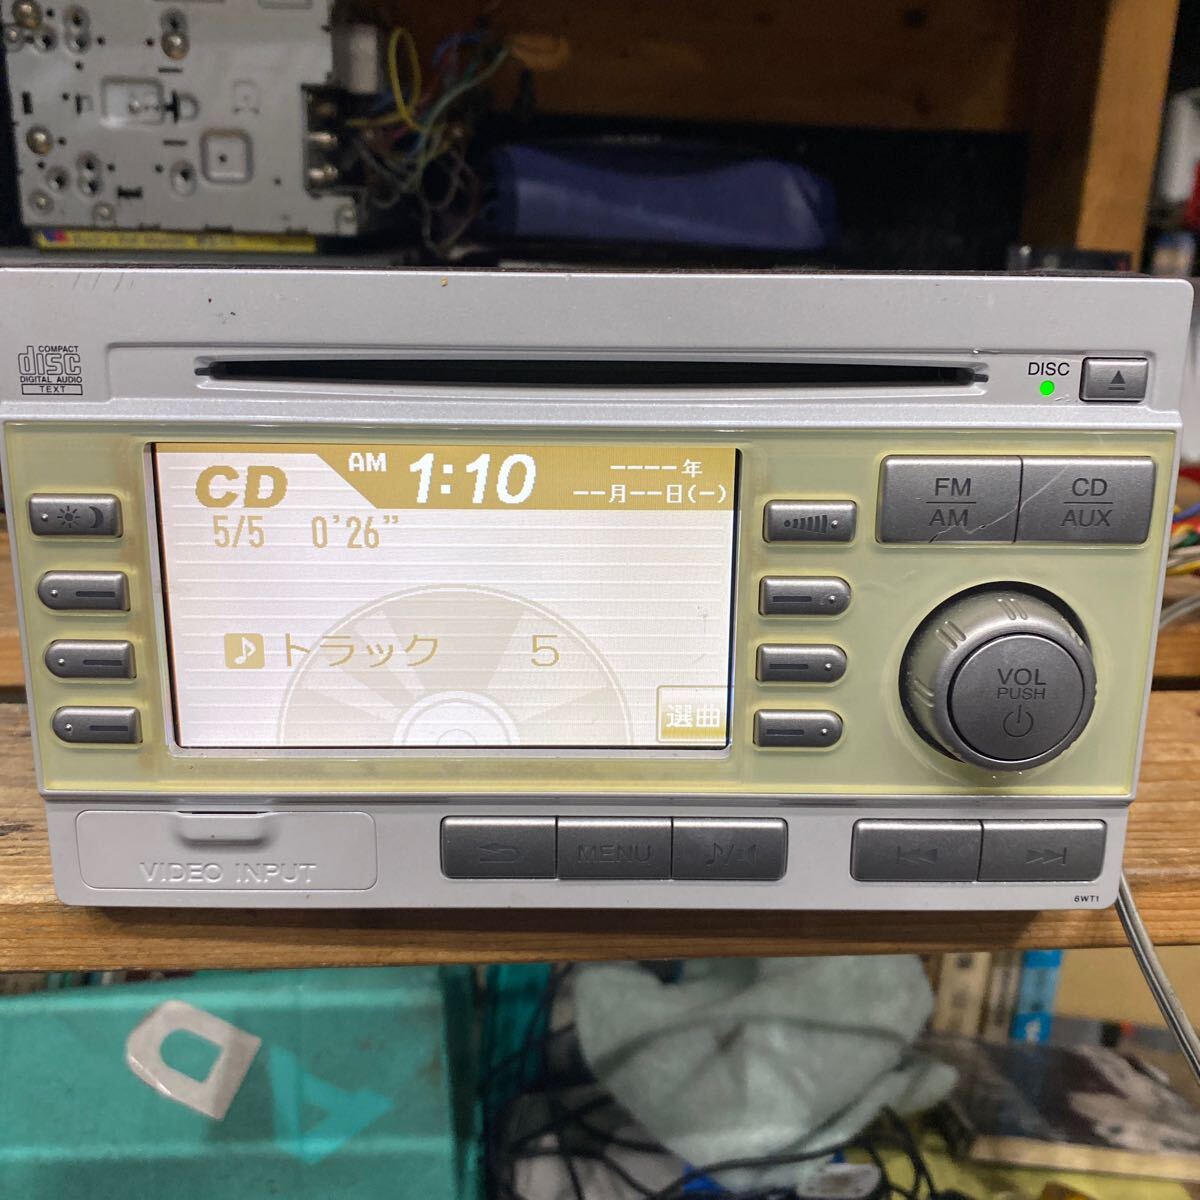 COMPACT
disc
DIGITAL AUDIO
TEXT
DISC
CD
AM 1:10
----年
--月--日(-)
5/5 0'26"
トラック 5
選曲
FM
AM
CD
AUX
VOL
PUSH
VIDEO INPUT
MENU
6WT1